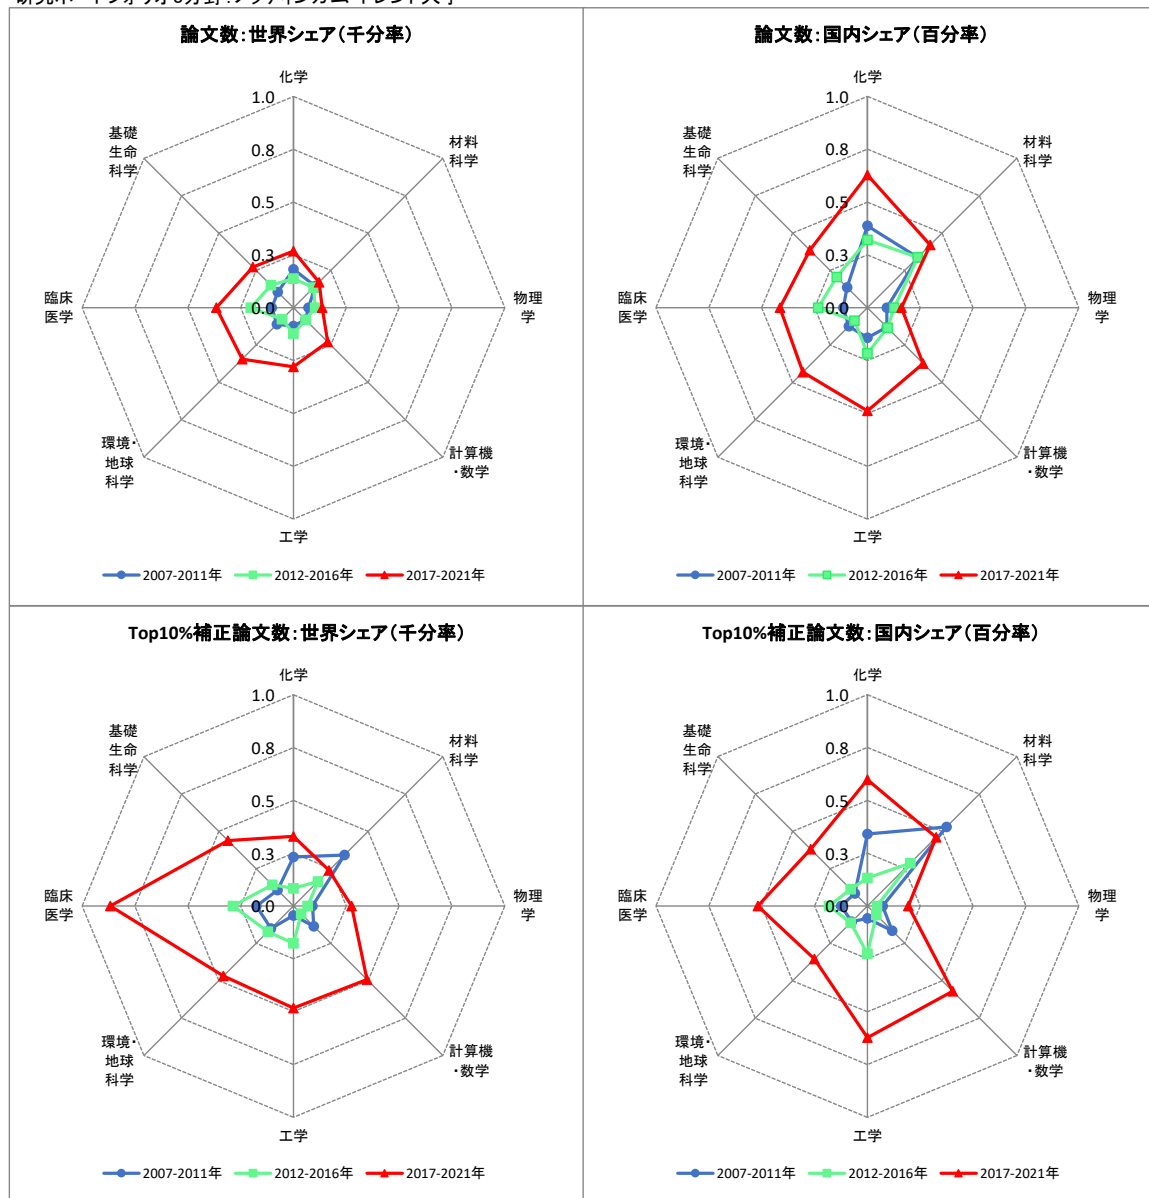 論文数：世界シェア（千分率）
化学
1.0
0.8
0.5
0.3
0.0
材料
科学
物理
学
計算機
・数学
工学
環境・
地球
科学
臨床
医学
基礎
生命
科学
2007-2011年 2012-2016年 2017-2021年
論文数：国内シェア（百分率）
化学
1.0
0.8
0.5
0.3
0.0
材料
科学
物理
学
計算機
・数学
工学
環境・
地球
科学
臨床
医学
基礎
生命
科学
2007-2011年 2012-2016年 2017-2021年
Top10%補正論文数：世界シェア（千分率）
化学
1.0
0.8
0.5
0.3
0.0
材料
科学
物理
学
計算機
・数学
工学
環境・
地球
科学
臨床
医学
基礎
生命
科学
2007-2011年 2012-2016年 2017-2021年
Top10%補正論文数：国内シェア（百分率）
化学
1.0
0.8
0.5
0.3
0.0
材料
科学
物理
学
計算機
・数学
工学
環境・
地球
科学
臨床
医学
基礎
生命
科学
2007-2011年 2012-2016年 2017-2021年